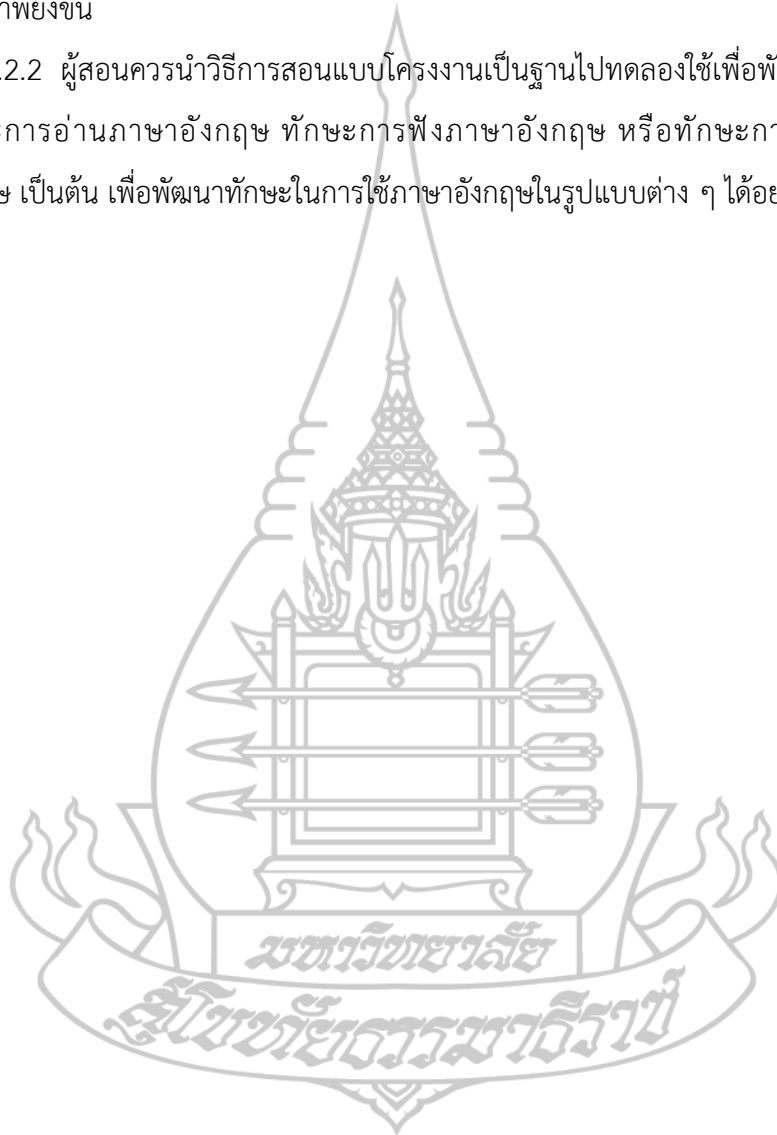 าพยิ่งขึ้น
.2.2 ผู้สอนควรนำวิธีการสอนแบบโครงงานเป็นฐานไปทดลองใช้เพื่อพั
ะการอ่านภาษาอังกฤษ ทักษะการฟังภาษาอังกฤษ หรือทักษะกา
ษ เป็นต้น เพื่อพัฒนาทักษะในการใช้ภาษาอังกฤษในรูปแบบต่าง ๆ ได้อย
มหาวิทยาลัย
สุโขทัยธรรมาธิราช